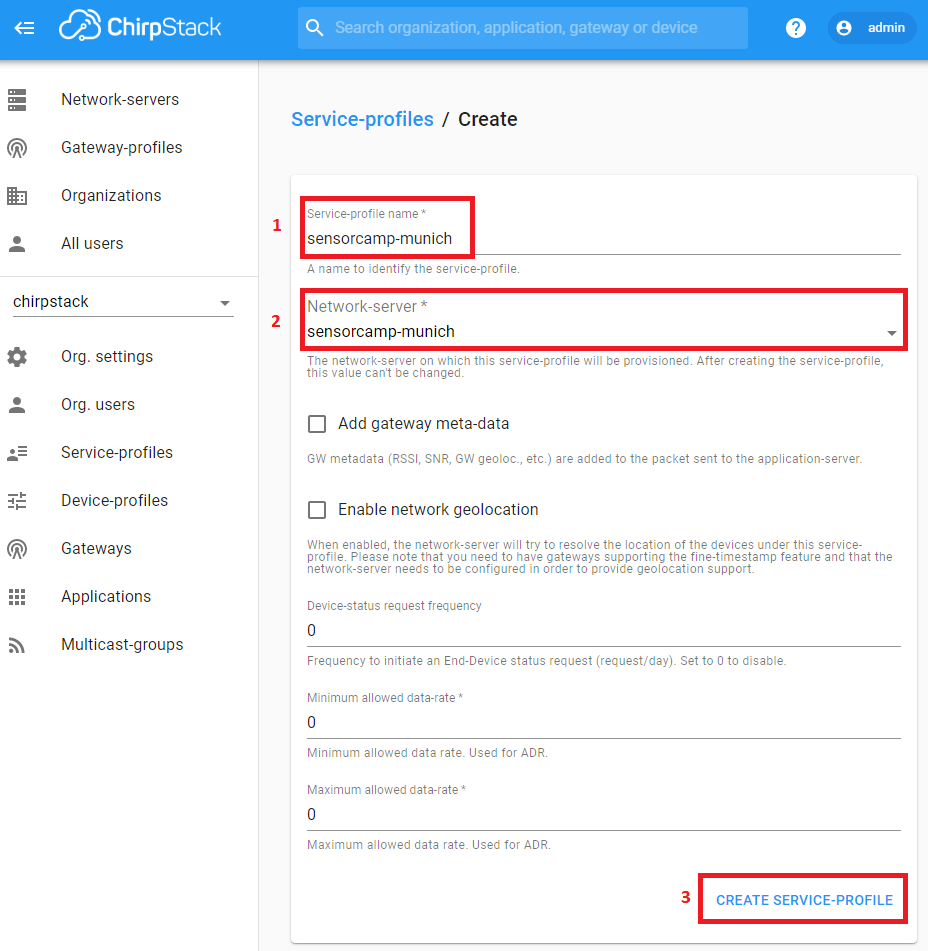 ChirpStack
Search organization, application, gateway or device
? admin
Network-servers
Gateway-profiles
Organizations
All users
chirpstack
Org. settings
Org. users
Service-profiles
Device-profiles
Gateways
Applications
Multicast-groups
Service-profiles / Create
1
Service-profile name *
sensorcamp-munich
A name to identify the service-profile.
2
Network-server *
sensorcamp-munich
The network-server on which this service-profile will be provisioned. After creating the service-profile,
this value can't be changed.
Add gateway meta-data
GW metadata (RSSI, SNR, GW geoloc., etc.) are added to the packet sent to the application-server.
Enable network geolocation
When enabled, the network-server will try to resolve the location of the devices under this service-
profile. Please note that you need to have gateways supporting the fine-timestamp feature and that the
network-server needs to be configured in order to provide geolocation support.
Device-status request frequency
0
Frequency to initiate an End-Device status request (request/day). Set to 0 to disable.
Minimum allowed data-rate *
0
Minimum allowed data rate. Used for ADR.
Maximum allowed data-rate *
0
Maximum allowed data rate. Used for ADR.
3 CREATE SERVICE-PROFILE